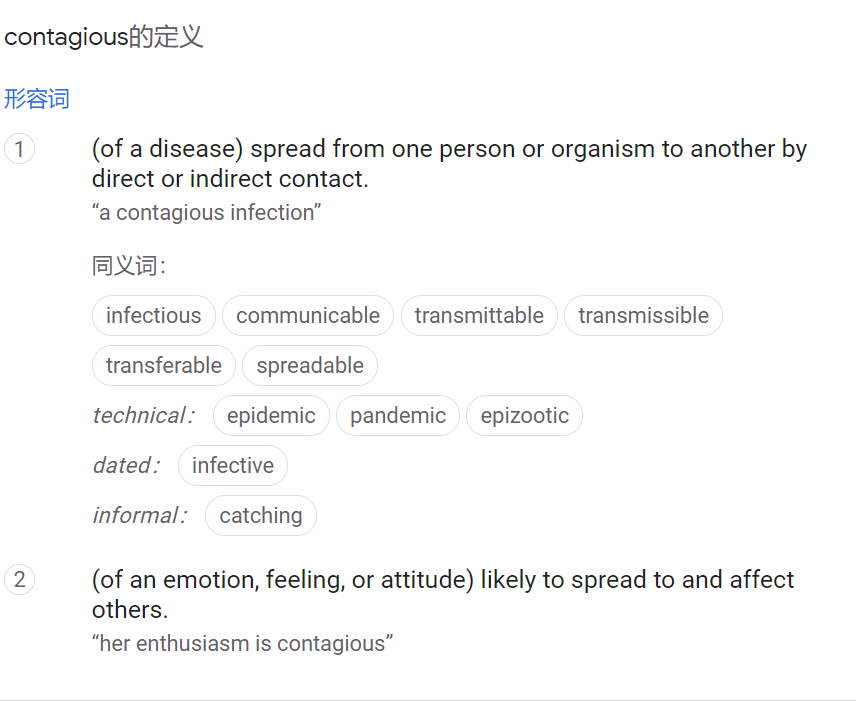 contagious的定义
形容词
1 (of a disease) spread from one person or organism to another by
direct or indirect contact.
“a contagious infection”
同义词：
infectious communicable transmittable transmissible
transferable spreadable
technical： epidemic pandemic epizootic
dated： infective
informal： catching
2 (of an emotion, feeling, or attitude) likely to spread to and affect
others.
“her enthusiasm is contagious”